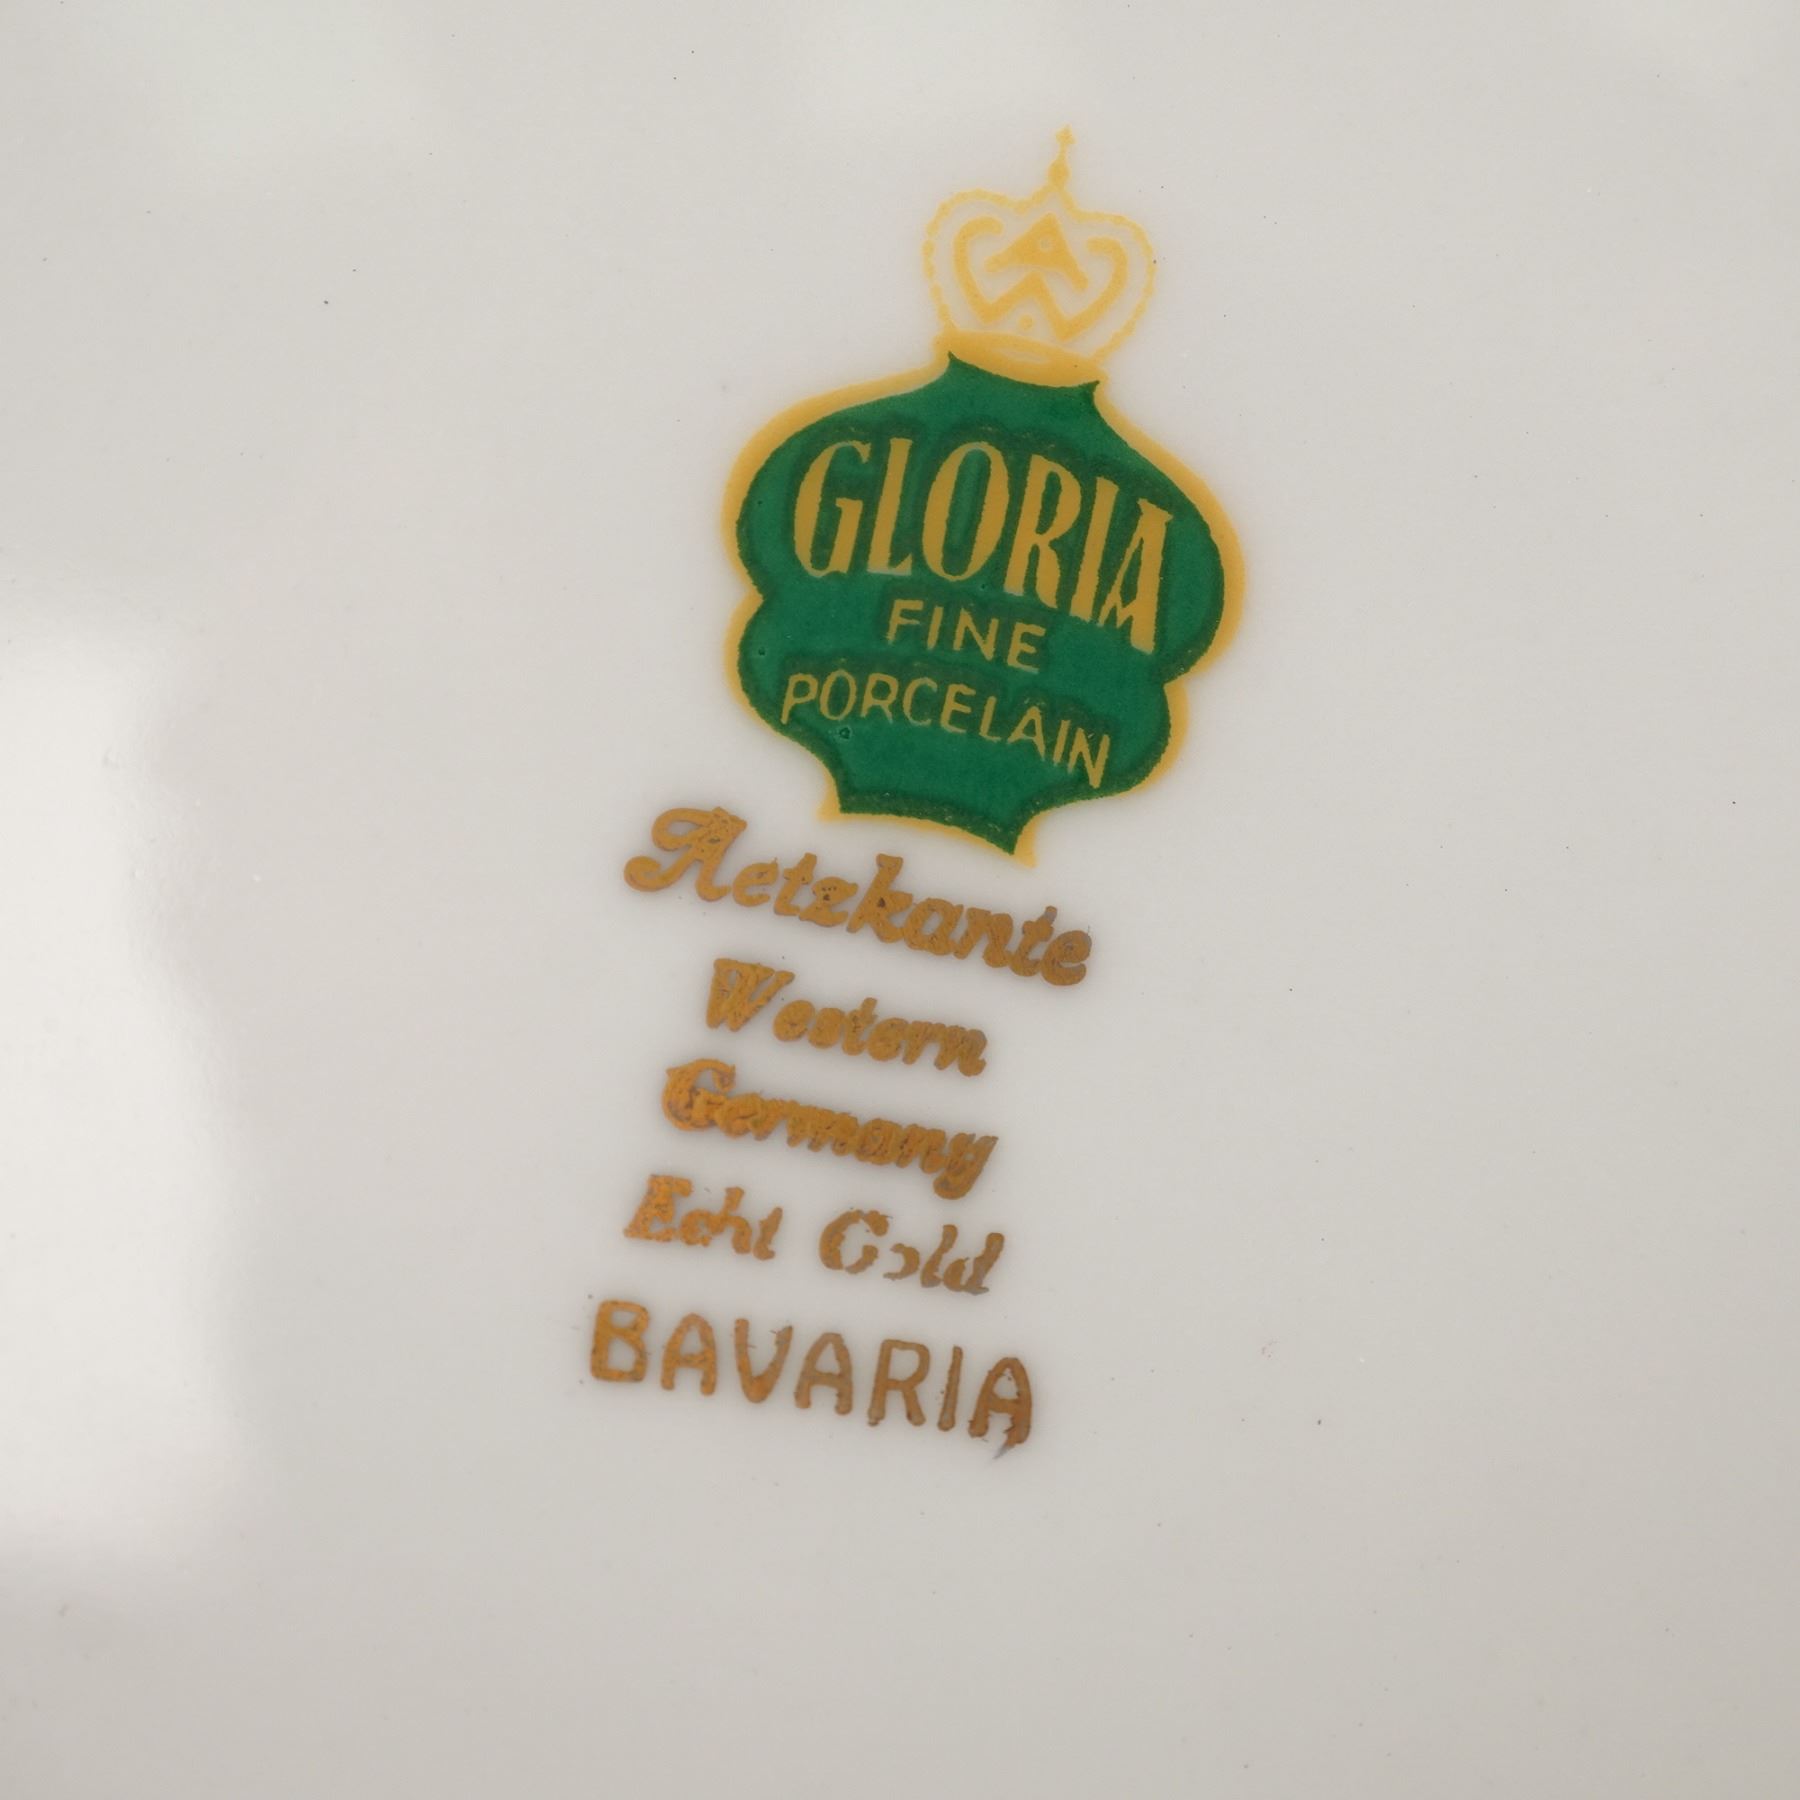 GLORIA
FINE
PORCELAIN
Aetzkante
Western
Germany
Echt Gold
BAVARIA